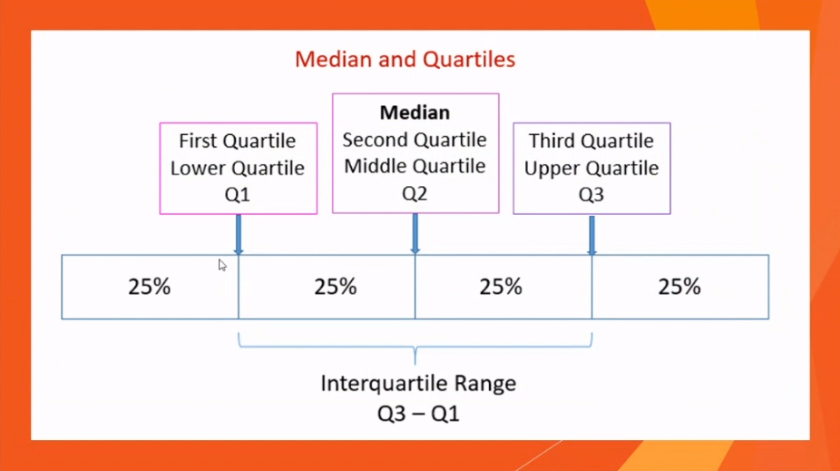 Median and Quartiles
First Quartile
Lower Quartile
Q1
Median
Second Quartile
Middle Quartile
Q2
Third Quartile
Upper Quartile
Q3
25%
25%
25%
25%
Interquartile Range
Q3 – Q1